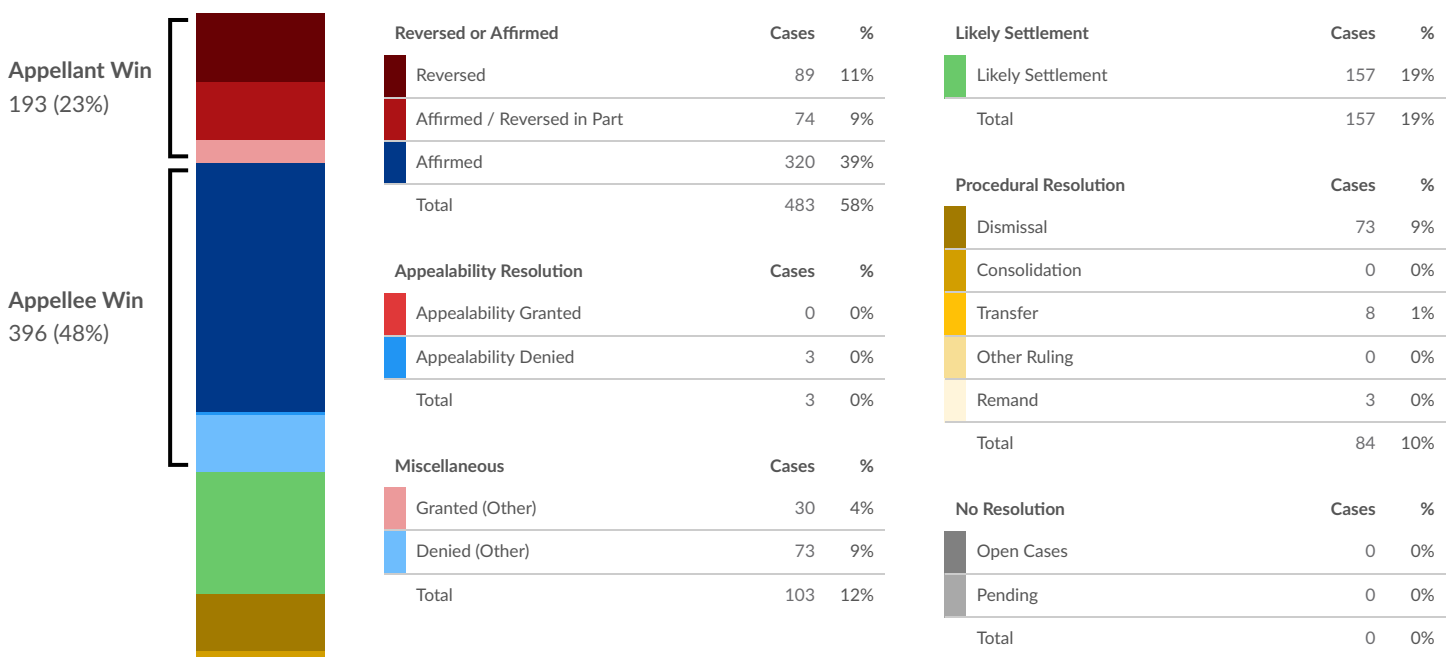 Appellant Win
193 (23%)
Appellee Win
396 (48%)
Reversed or Affirmed Cases %
Reversed 89 11%
Affirmed / Reversed in Part 74 9%
Affirmed 320 39%
Total 483 58%
Appealability Resolution Cases %
Appealability Granted 0 0%
Appealability Denied 3 0%
Total 3 0%
Miscellaneous Cases %
Granted (Other) 30 4%
Denied (Other) 73 9%
Total 103 12%
Likely Settlement Cases %
Likely Settlement 157 19%
Total 157 19%
Procedural Resolution Cases %
Dismissal 73 9%
Consolidation 0 0%
Transfer 8 1%
Other Ruling 0 0%
Remand 3 0%
Total 84 10%
No Resolution Cases %
Open Cases 0 0%
Pending 0 0%
Total 0 0%